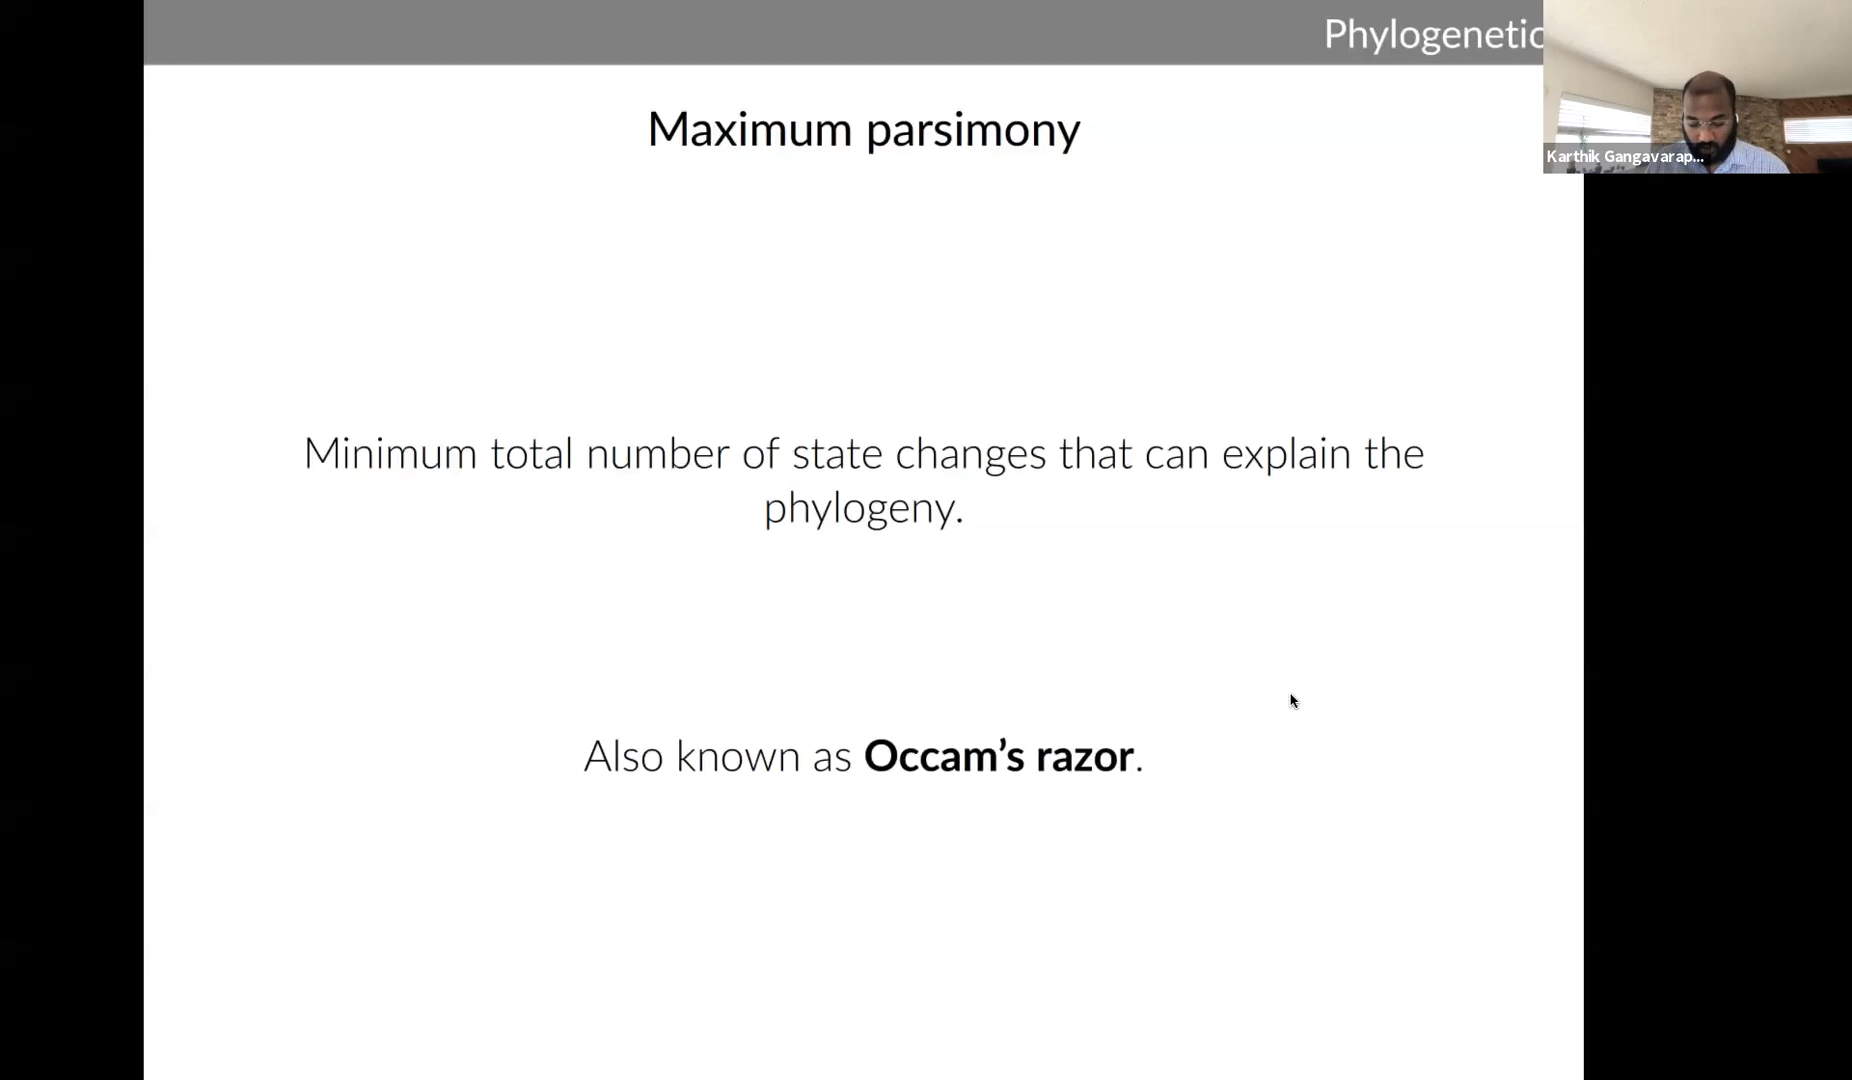 Phylogenetic
Karthik Gangavarap...
Maximum parsimony
Minimum total number of state changes that can explain the
phylogeny.
Also known as Occam’s razor.